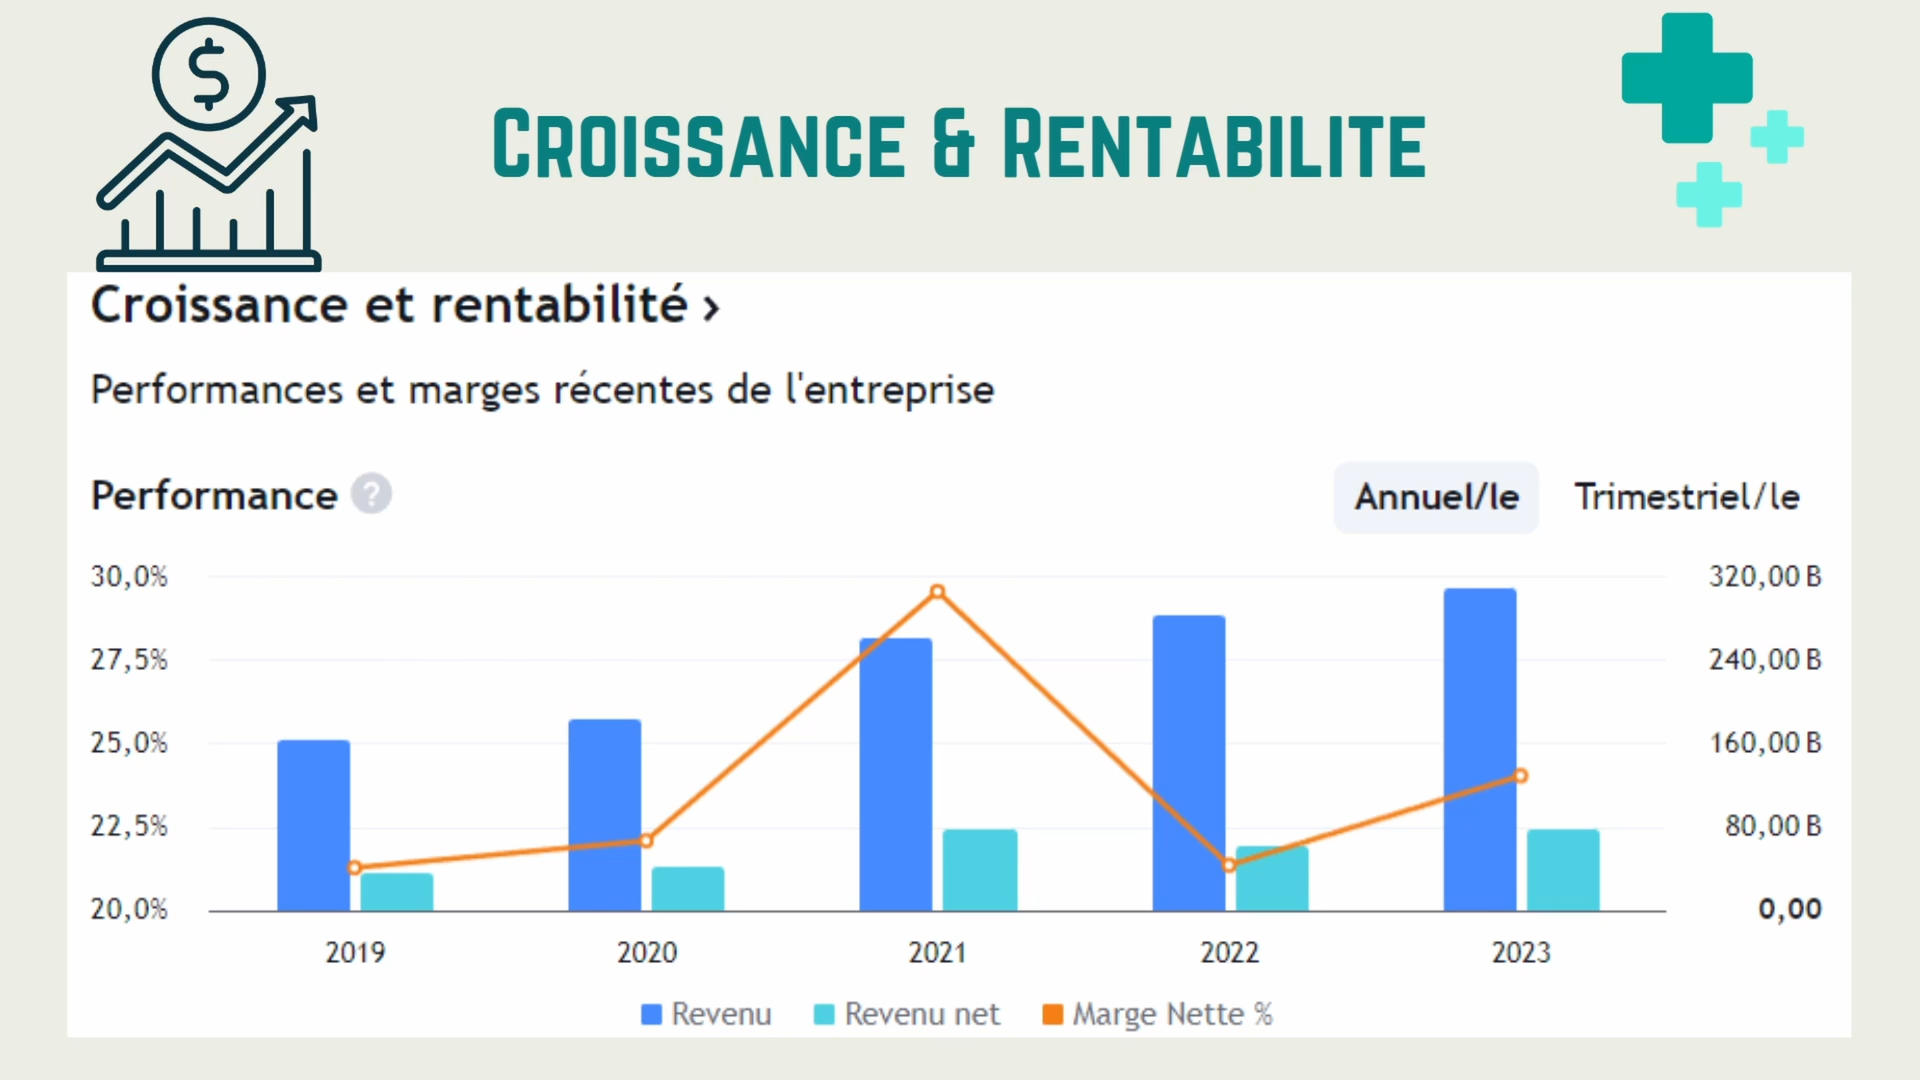 $
CROISSANCE & RENTABILITE
Croissance et rentabilité ›
Performances et marges récentes de l'entreprise
Performance ?
Annuel/le Trimestriel/le
30,0% 320,00 B
27,5% 240,00 B
25,0% 160,00 B
22,5% 80,00 B
20,0% 0,00
2019 2020 2021 2022 2023
Revenu Revenu net Marge Nette %